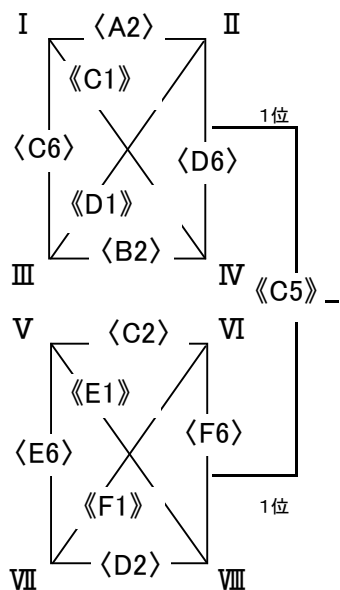 Ⅰ 〈A2〉 Ⅱ
《C1》
1位
〈C6〉 〈D6〉
《D1》
〈B2〉
Ⅲ Ⅳ
《C5》
Ⅴ 〈C2〉 Ⅵ
《E1》
〈E6〉 〈F6〉
《F1》 1位
Ⅶ 〈D2〉 Ⅷ